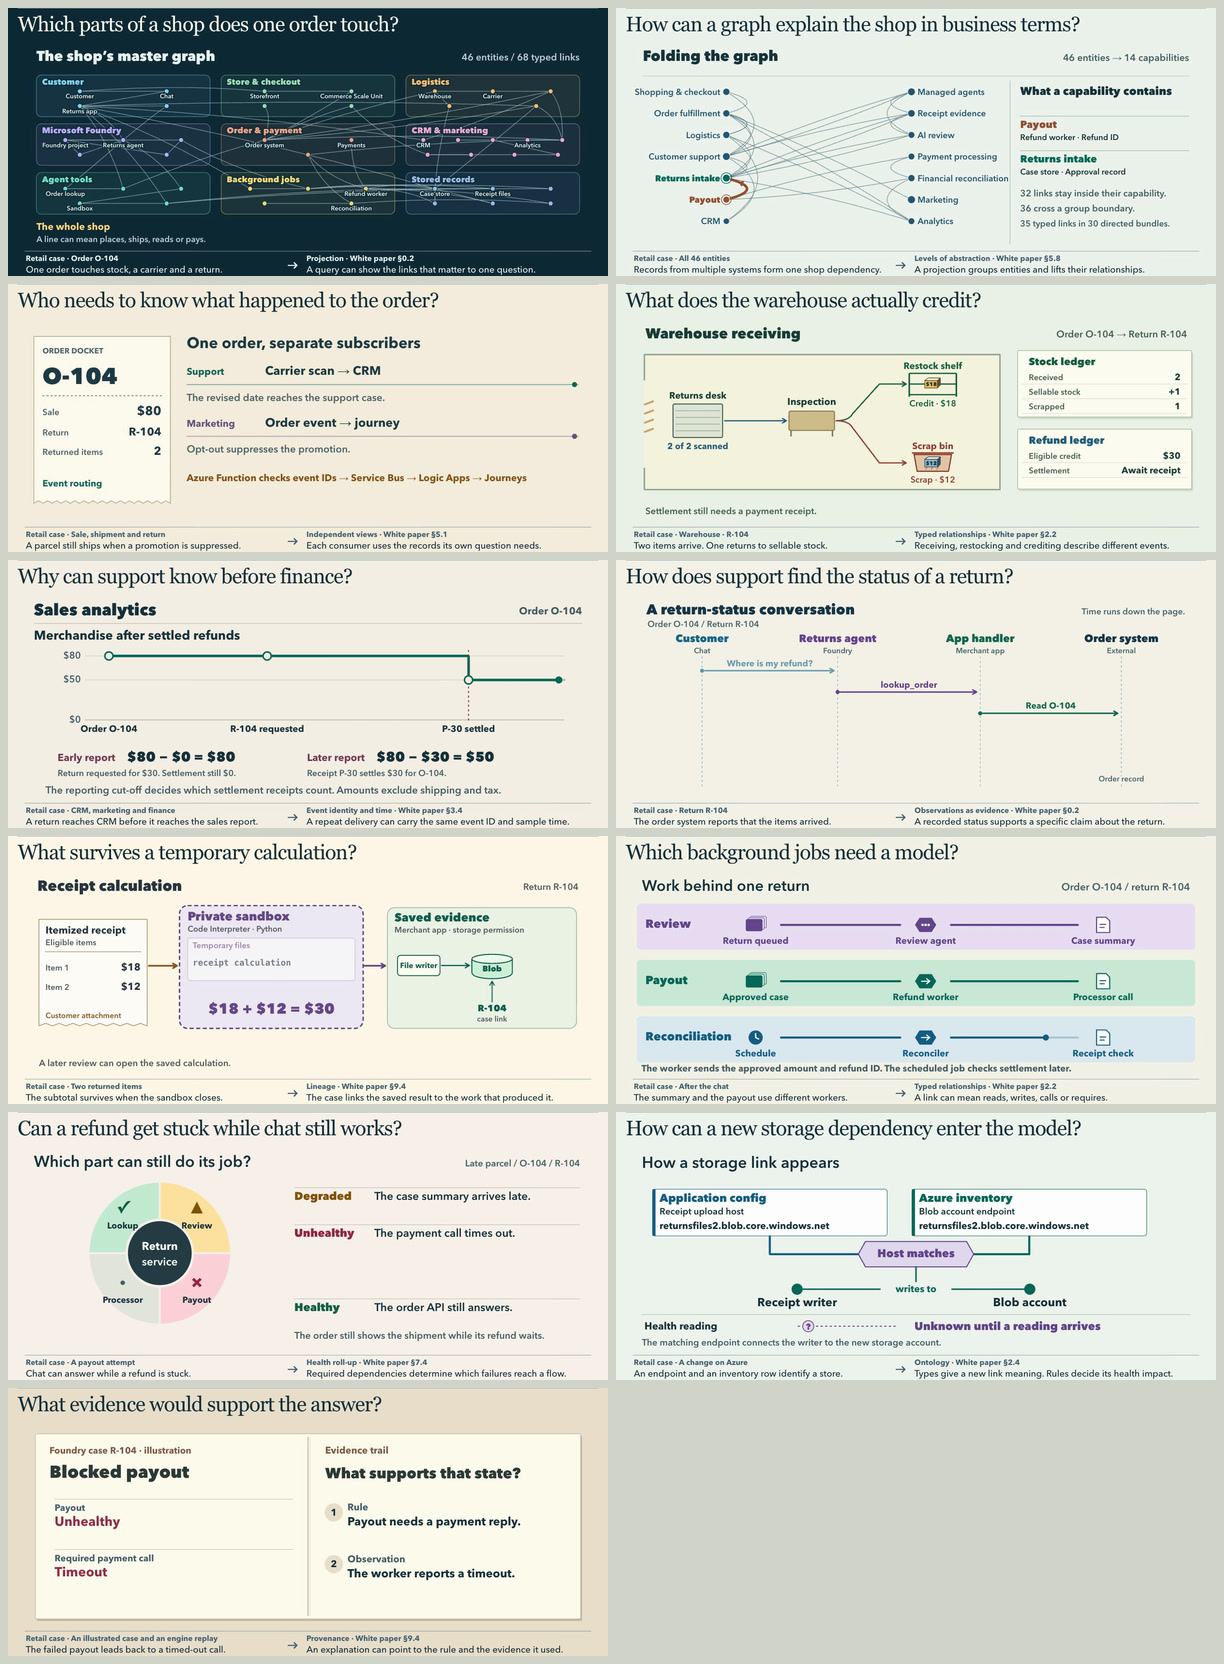 Which parts of a shop does one order touch?
The shop's master graph
46 entities / 68 typed links
Customer
Customer
Chat
Returns app
Store & checkout
Storefront
Commerce Scale Unit
Logistics
Warehouse
Carrier
Microsoft Foundry
Foundry project
Returns agent
Order & payment
Order system
Payments
CRM & marketing
CRM
Analytics
Agent tools
Order lookup
Sandbox
Background jobs
Refund worker
Reconciliation
Stored records
Case store
Receipt files
The whole shop
A line can mean places, ships, reads or pays.
Retail case · Order O-104
One order touches stock, a carrier and a return.
→
Projection · White paper §0.2
A query can show the links that matter to one question.
How can a graph explain the shop in business terms?
Folding the graph
46 entities → 14 capabilities
Shopping & checkout
Order fulfillment
Logistics
Customer support
Returns intake
Payout
CRM
Managed agents
Receipt evidence
AI review
Payment processing
Financial reconciliation
Marketing
Analytics
What a capability contains
Payout
Refund worker · Refund ID
Returns intake
Case store · Approval record
32 links stay inside their capability.
36 cross a group boundary.
35 typed links in 30 directed bundles.
Retail case · All 46 entities
Records from multiple systems form one shop dependency.
→
Levels of abstraction · White paper §5.8
A projection groups entities and lifts their relationships.
Who needs to know what happened to the order?
ORDER DOCKET
O-104
Sale $80
Return R-104
Returned items 2
Event routing
One order, separate subscribers
Support Carrier scan → CRM
The revised date reaches the support case.
Marketing Order event → journey
Opt-out suppresses the promotion.
Azure Function checks event IDs → Service Bus → Logic Apps → Journeys
Retail case · Sale, shipment and return
A parcel still ships when a promotion is suppressed.
→
Independent views · White paper §5.1
Each consumer uses the records its own question needs.
What does the warehouse actually credit?
Warehouse receiving
Order O-104 → Return R-104
Returns desk
2 of 2 scanned
Inspection
Restock shelf
$18
Credit · $18
Scrap bin
$12
Scrap · $12
Stock ledger
Received 2
Sellable stock +1
Scrapped 1
Refund ledger
Eligible credit $30
Settlement Await receipt
Settlement still needs a payment receipt.
Retail case · Warehouse · R-104
Two items arrive. One returns to sellable stock.
→
Typed relationships · White paper §2.2
Receiving, restocking and crediting describe different events.
Why can support know before finance?
Sales analytics
Order O-104
Merchandise after settled refunds
$80
$50
$0
Order O-104
R-104 requested
P-30 settled
Early report $80 − $0 = $80
Return requested for $30. Settlement still $0.
Later report $80 − $30 = $50
Receipt P-30 settles $30 for O-104.
The reporting cut-off decides which settlement receipts count. Amounts exclude shipping and tax.
Retail case · CRM, marketing and finance
A return reaches CRM before it reaches the sales report.
→
Event identity and time · White paper §3.4
A repeat delivery can carry the same event ID and sample time.
How does support find the status of a return?
A return-status conversation
Time runs down the page.
Order O-104 / Return R-104
Customer
Chat
Returns agent
Foundry
App handler
Merchant app
Order system
External
Where is my refund?
lookup_order
Read O-104
Order record
Retail case · Return R-104
The order system reports that the items arrived.
→
Observations as evidence · White paper §0.2
A recorded status supports a specific claim about the return.
What survives a temporary calculation?
Receipt calculation
Return R-104
Itemized receipt
Eligible items
Item 1 $18
Item 2 $12
Customer attachment
Private sandbox
Code Interpreter · Python
Temporary files
receipt calculation
$18 + $12 = $30
Saved evidence
Merchant app · storage permission
File writer
Blob
R-104
case link
A later review can open the saved calculation.
Retail case · Two returned items
The subtotal survives when the sandbox closes.
→
Lineage · White paper §9.4
The case links the saved result to the work that produced it.
Which background jobs need a model?
Work behind one return
Order O-104 / return R-104
Review
Return queued
Review agent
Case summary
Payout
Approved case
Refund worker
Processor call
Reconciliation
Schedule
Reconciler
Receipt check
The worker sends the approved amount and refund ID. The scheduled job checks settlement later.
Retail case · After the chat
The summary and the payout use different workers.
→
Typed relationships · White paper §2.2
A link can mean reads, writes, calls or requires.
Can a refund get stuck while chat still works?
Which part can still do its job?
Late parcel / O-104 / R-104
Lookup
Review
Return service
Processor
Payout
Degraded The case summary arrives late.
Unhealthy The payment call times out.
Healthy The order API still answers.
The order still shows the shipment while its refund waits.
Retail case · A payout attempt
Chat can answer while a refund is stuck.
→
Health roll-up · White paper §7.4
Required dependencies determine which failures reach a flow.
How can a new storage dependency enter the model?
How a storage link appears
Application config
Receipt upload host
returnsfiles2.blob.core.windows.net
Azure inventory
Blob account endpoint
returnsfiles2.blob.core.windows.net
Host matches
writes to
Receipt writer
Blob account
Health reading ? Unknown until a reading arrives
The matching endpoint connects the writer to the new storage account.
Retail case · A change on Azure
An endpoint and an inventory row identify a store.
→
Ontology · White paper §2.4
Types give a new link meaning. Rules decide its health impact.
What evidence would support the answer?
Foundry case R-104 · illustration
Blocked payout
Payout
Unhealthy
Required payment call
Timeout
Evidence trail
What supports that state?
1 Rule
Payout needs a payment reply.
2 Observation
The worker reports a timeout.
Retail case · An illustrated case and an engine replay
The failed payout leads back to a timed-out call.
→
Provenance · White paper §9.4
An explanation can point to the rule and the evidence it used.